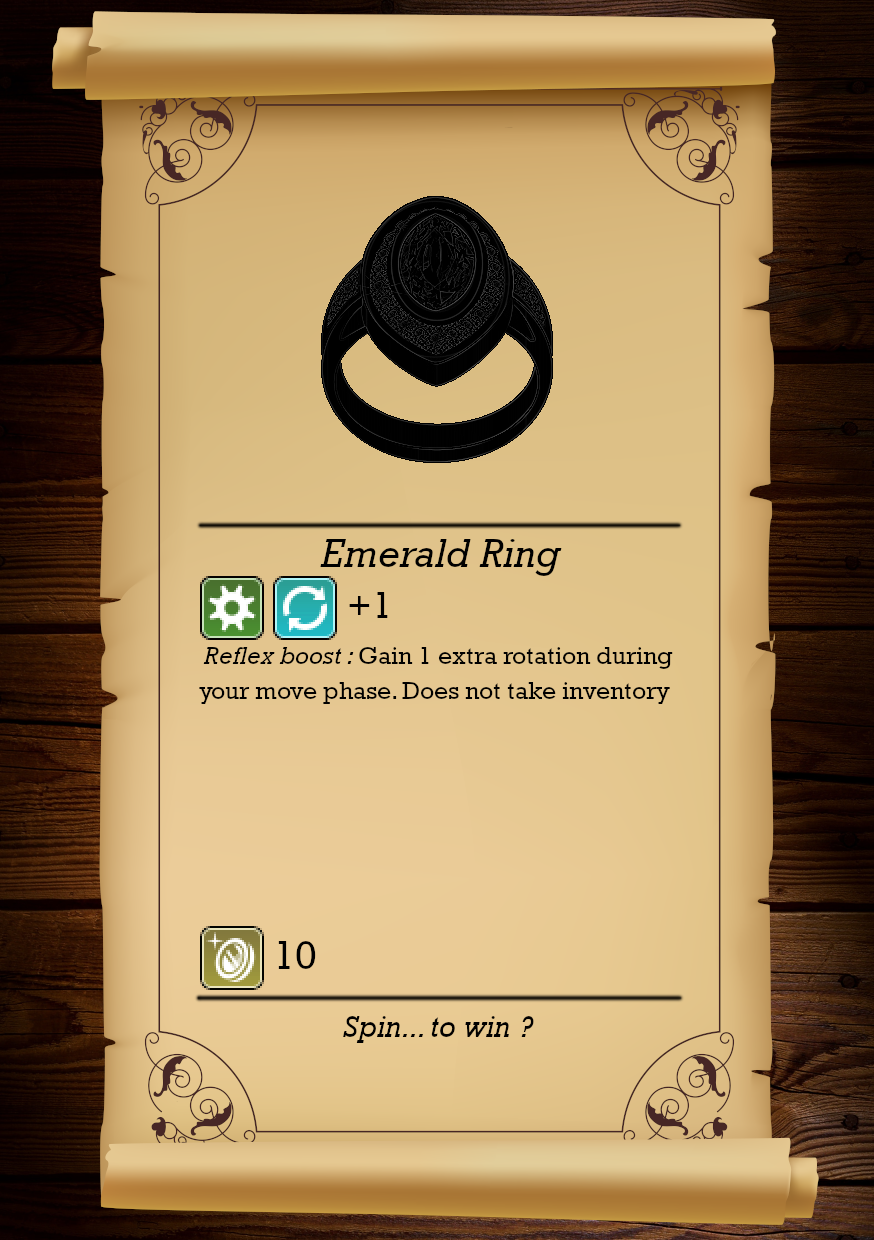 Emerald Ring
+1
Reflex boost : Gain 1 extra rotation during
your move phase. Does not take inventory
10
Spin... to win ?